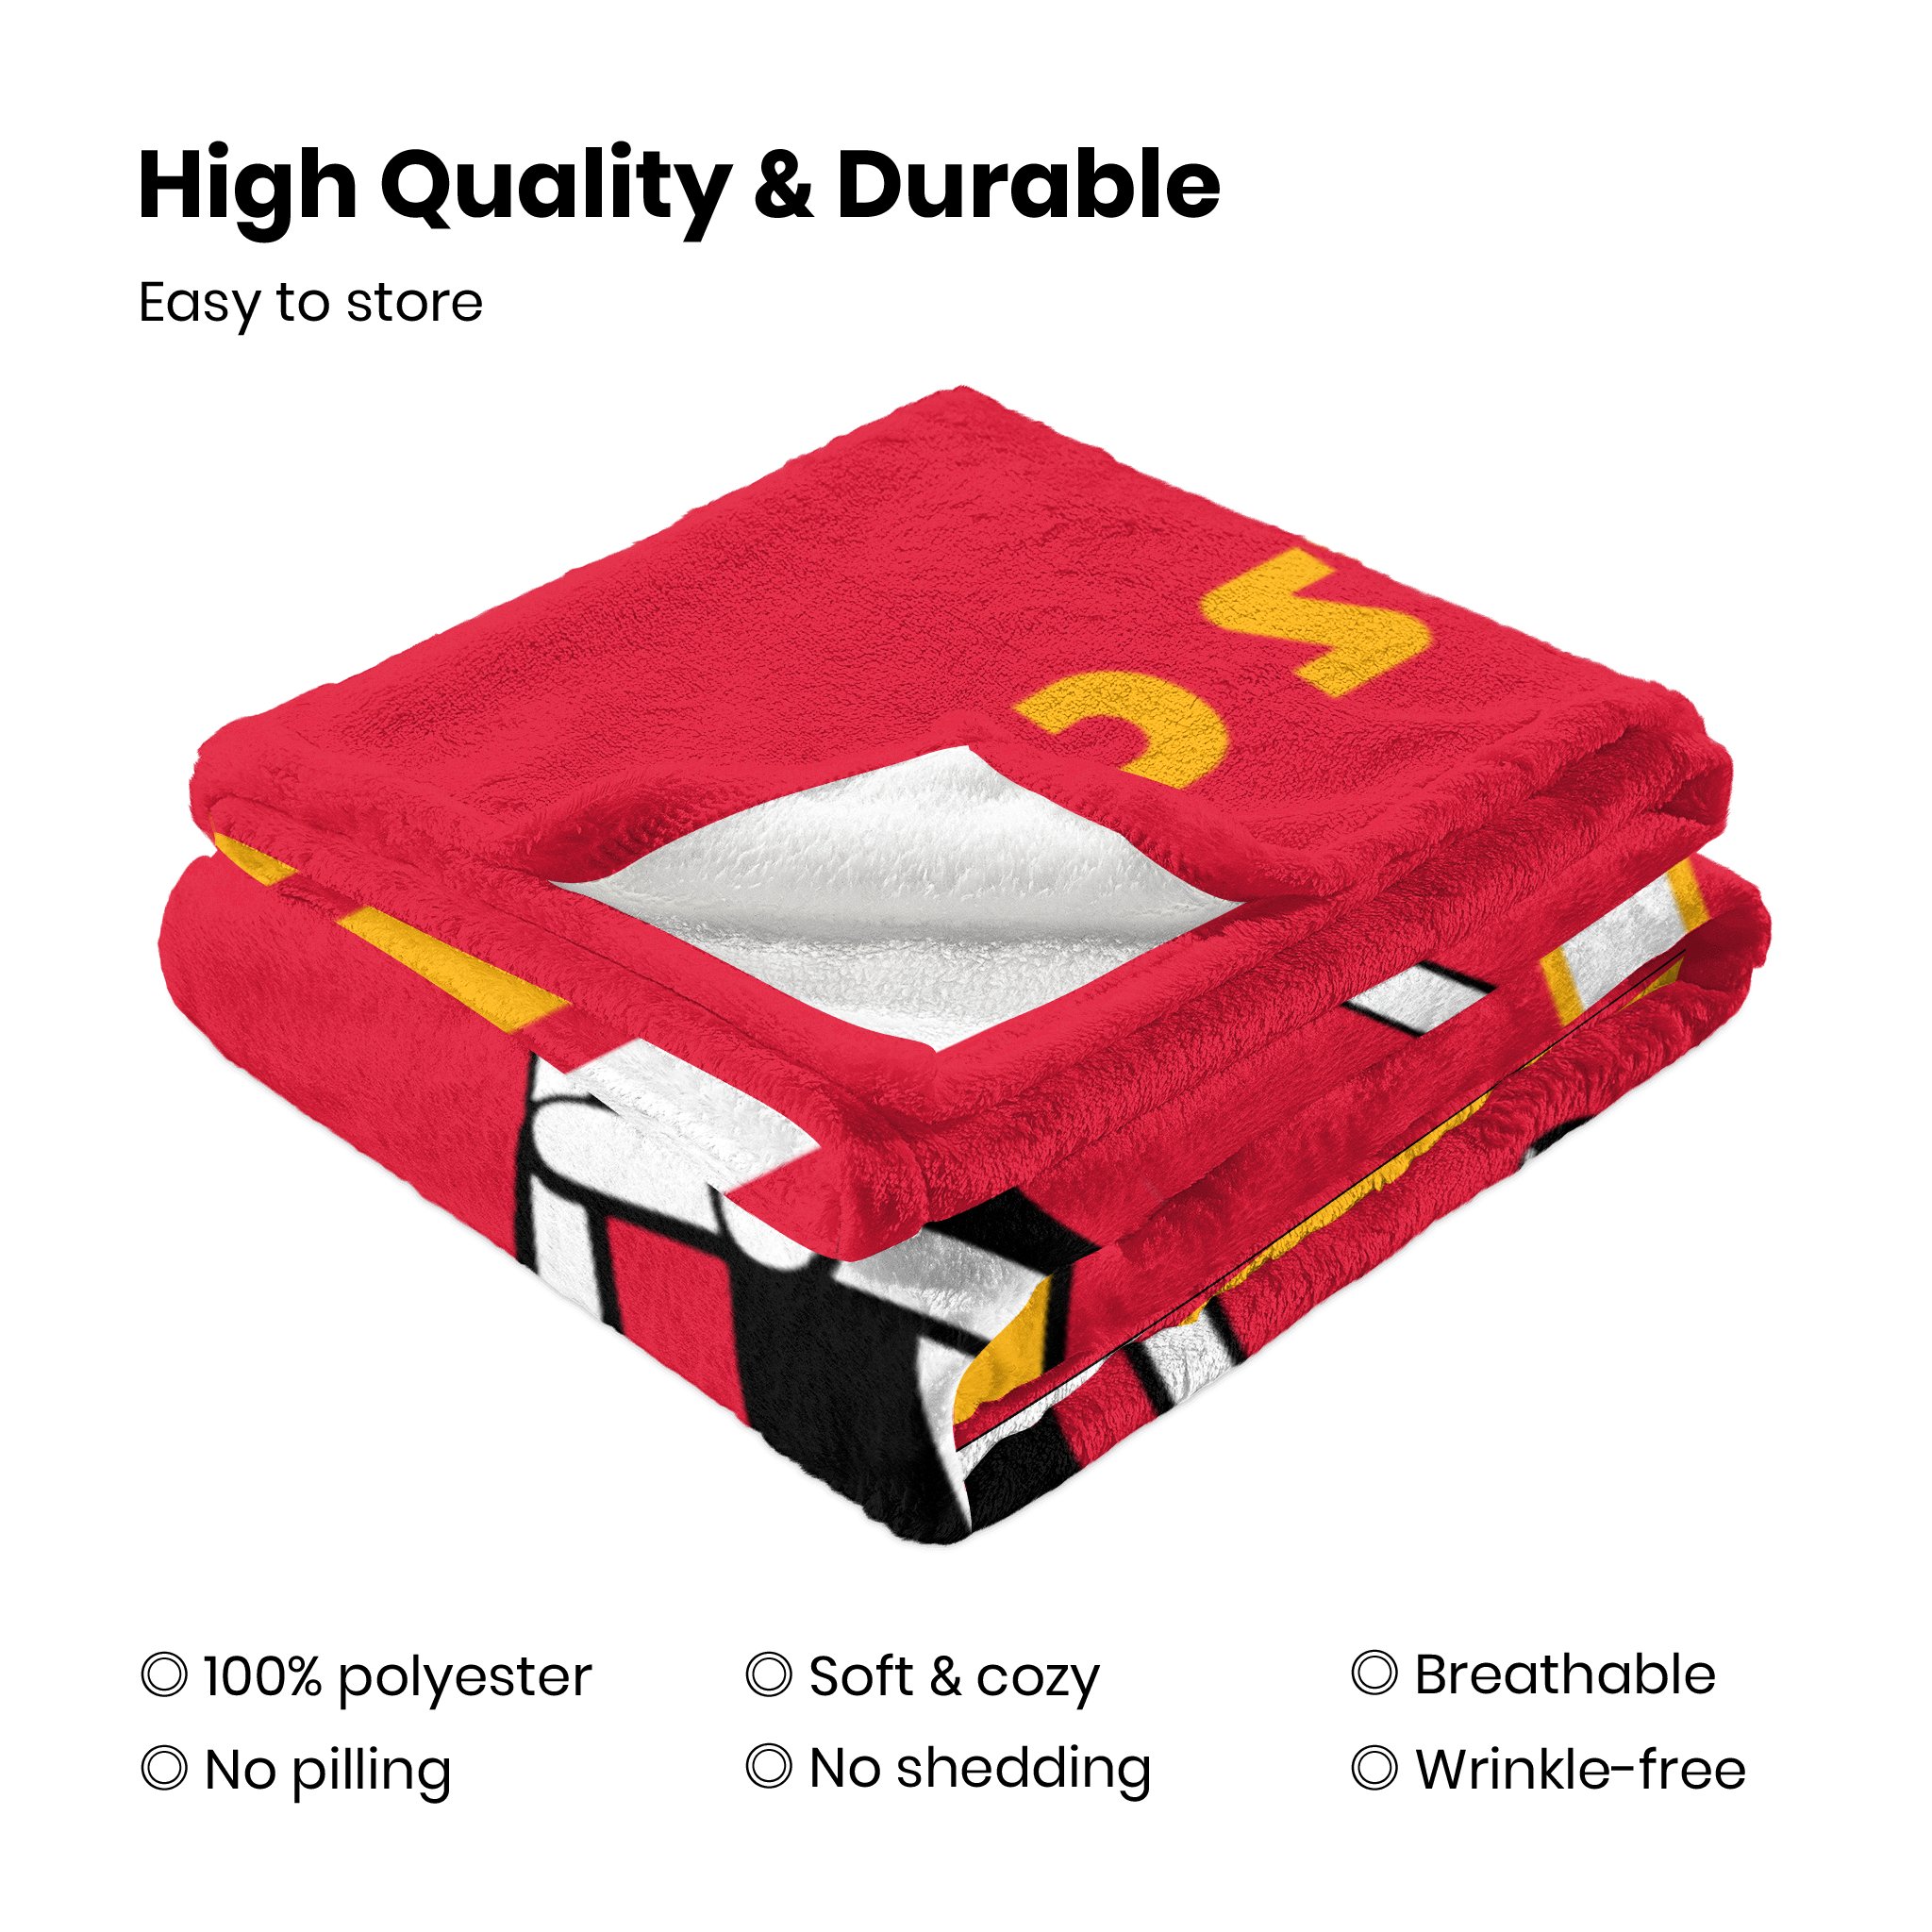 High Quality & Durable
Easy to store
100% polyester
Soft & cozy
Breathable
No pilling
No shedding
Wrinkle-free